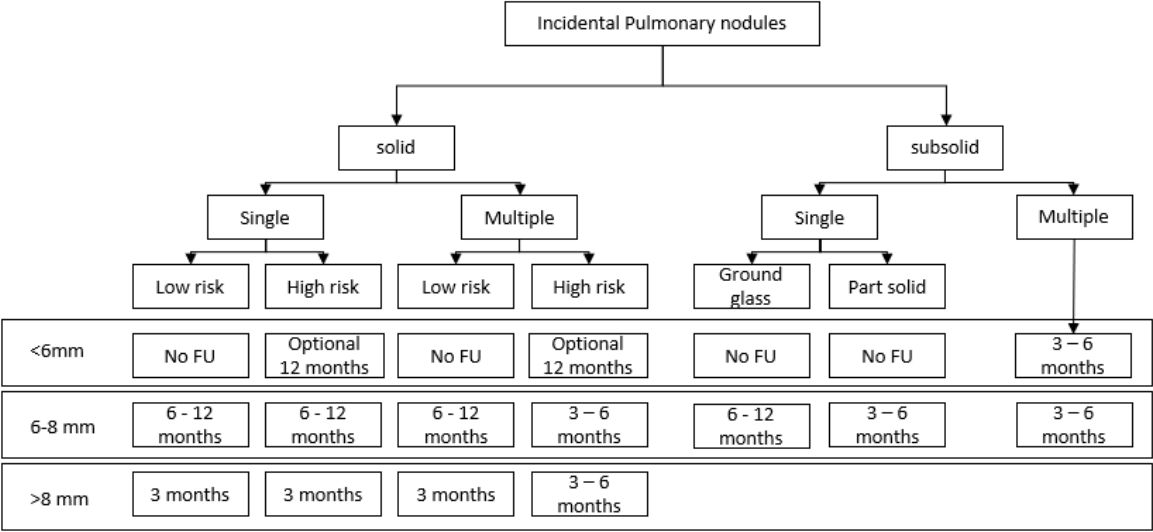 Incidental Pulmonary nodules
solid
subsolid
Single
Multiple
Single
Multiple
Low risk
High risk
Low risk
High risk
Ground
glass
Part solid
<6mm
No FU
Optional
12 months
No FU
Optional
12 months
No FU
No FU
3 – 6
months
6-8 mm
6 - 12
months
6 - 12
months
6 - 12
months
3 – 6
months
6 - 12
months
3 – 6
months
3 – 6
months
>8 mm
3 months
3 months
3 months
3 – 6
months